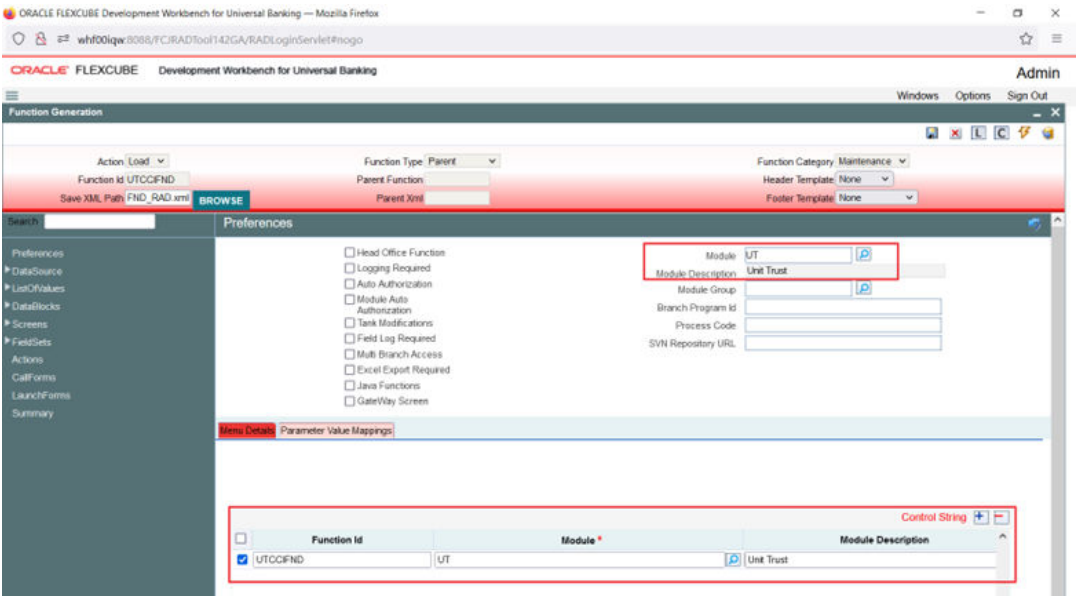 ORACLE FLEXCUBE Development Workbench for Universal Banking — Mozilla Firefox
whf00iqw:8088/FCJRADTool142GA/RADLoginServlet#nogo
ORACLE FLEXCUBE Development Workbench for Universal Banking Admin
Windows Options Sign Out
Function Generation
L C
Action Load Function Type Parent Function Category Maintenance
Function Id UTCCIFND Parent Function Header Template None
Save XML Path FND_RAD.xml BROWSE Parent Xml Footer Template None
Search Preferences
Preferences
DataSource
ListOfValues
DataBlocks
Screens
FieldSets
Actions
CallForms
LaunchForms
Summary
Head Office Function
Logging Required
Auto Authorization
Module Auto
Authorization
Tank Modifications
Field Log Required
Multi Branch Access
Excel Export Required
Java Functions
GateWay Screen
Module UT
Module Description Unit Trust
Module Group
Branch Program Id
Process Code
SVN Repository URL
Menu Details Parameter Value Mappings
Control String
Function Id Module * Module Description
UTCCIFND UT Unit Trust